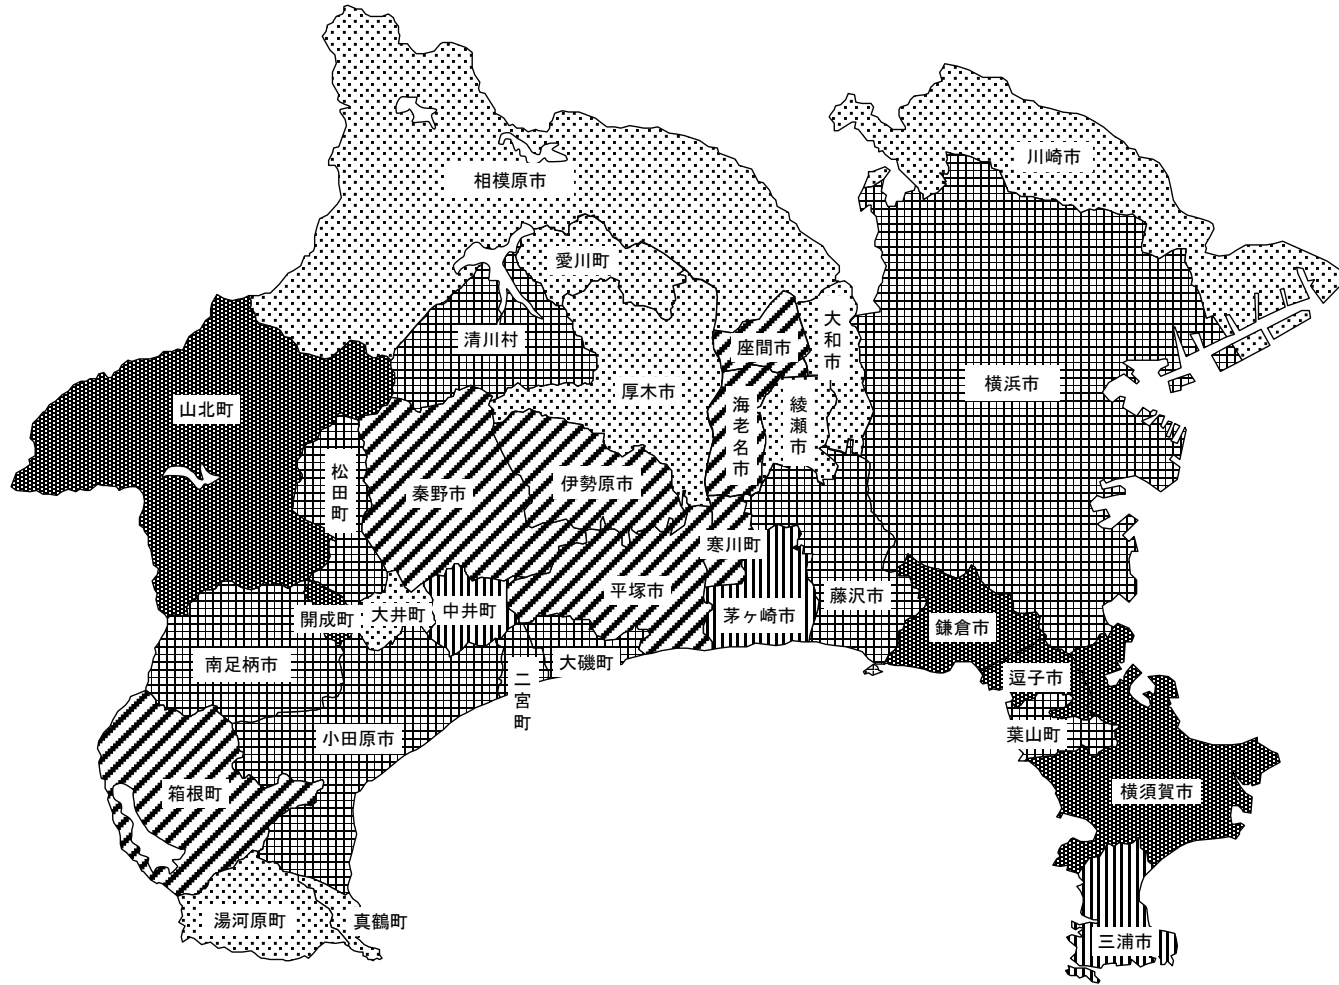 川崎市
相模原市
愛川町
大和市
清川村
座間市
横浜市
厚木市
山北町
海老名市
綾瀬市
松田町
秦野市
伊勢原市
寒川町
平塚市
藤沢市
中井町
大井町
開成町
茅ヶ崎市
鎌倉市
南足柄市
大磯町
二宮町
逗子市
小田原市
葉山町
箱根町
横須賀市
湯河原町
真鶴町
三浦市